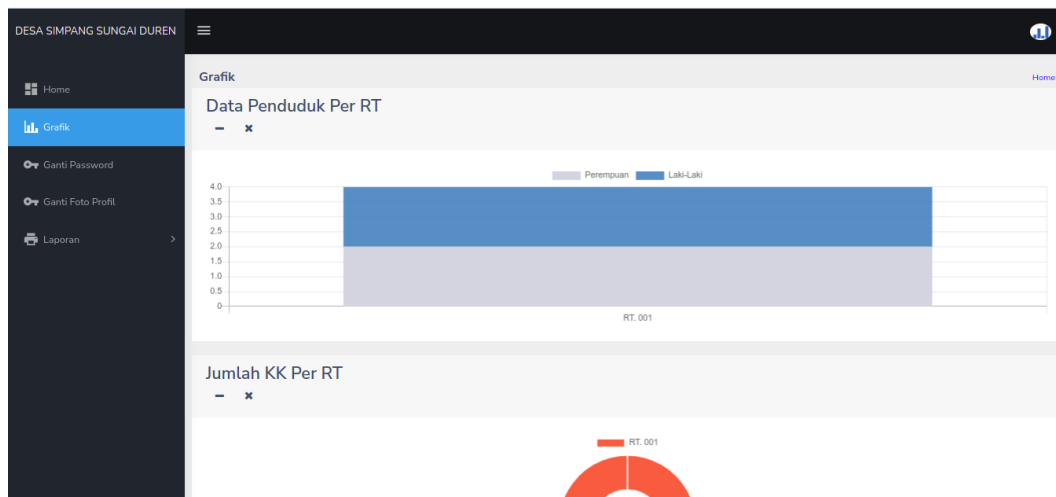 DESA SIMPANG SUNGAI DUREN
Home
Grafik
Ganti Password
Ganti Foto Profil
Laporan
Grafik
Home
Data Penduduk Per RT
Perempuan Laki-Laki
4.0
3.5
3.0
2.5
2.0
1.5
1.0
0.5
0
RT. 001
Jumlah KK Per RT
RT. 001